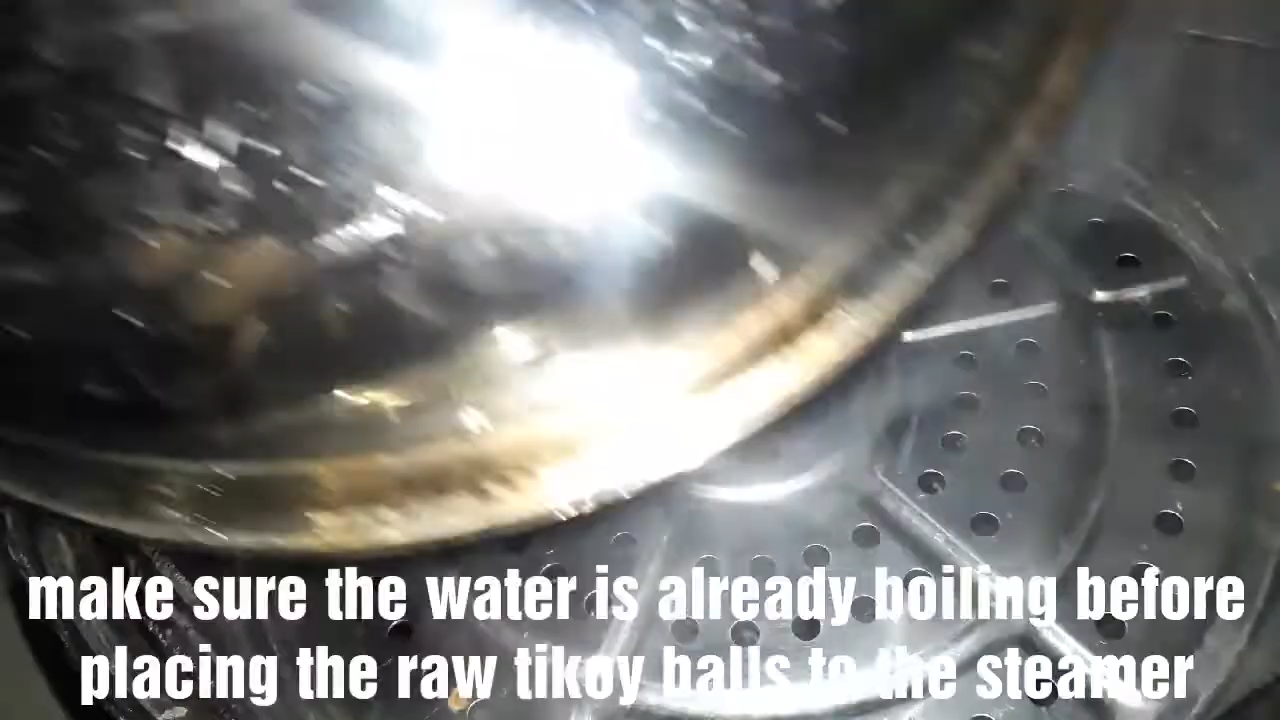 make sure the water is already boiling before
placing the raw tikoy balls to the steamer